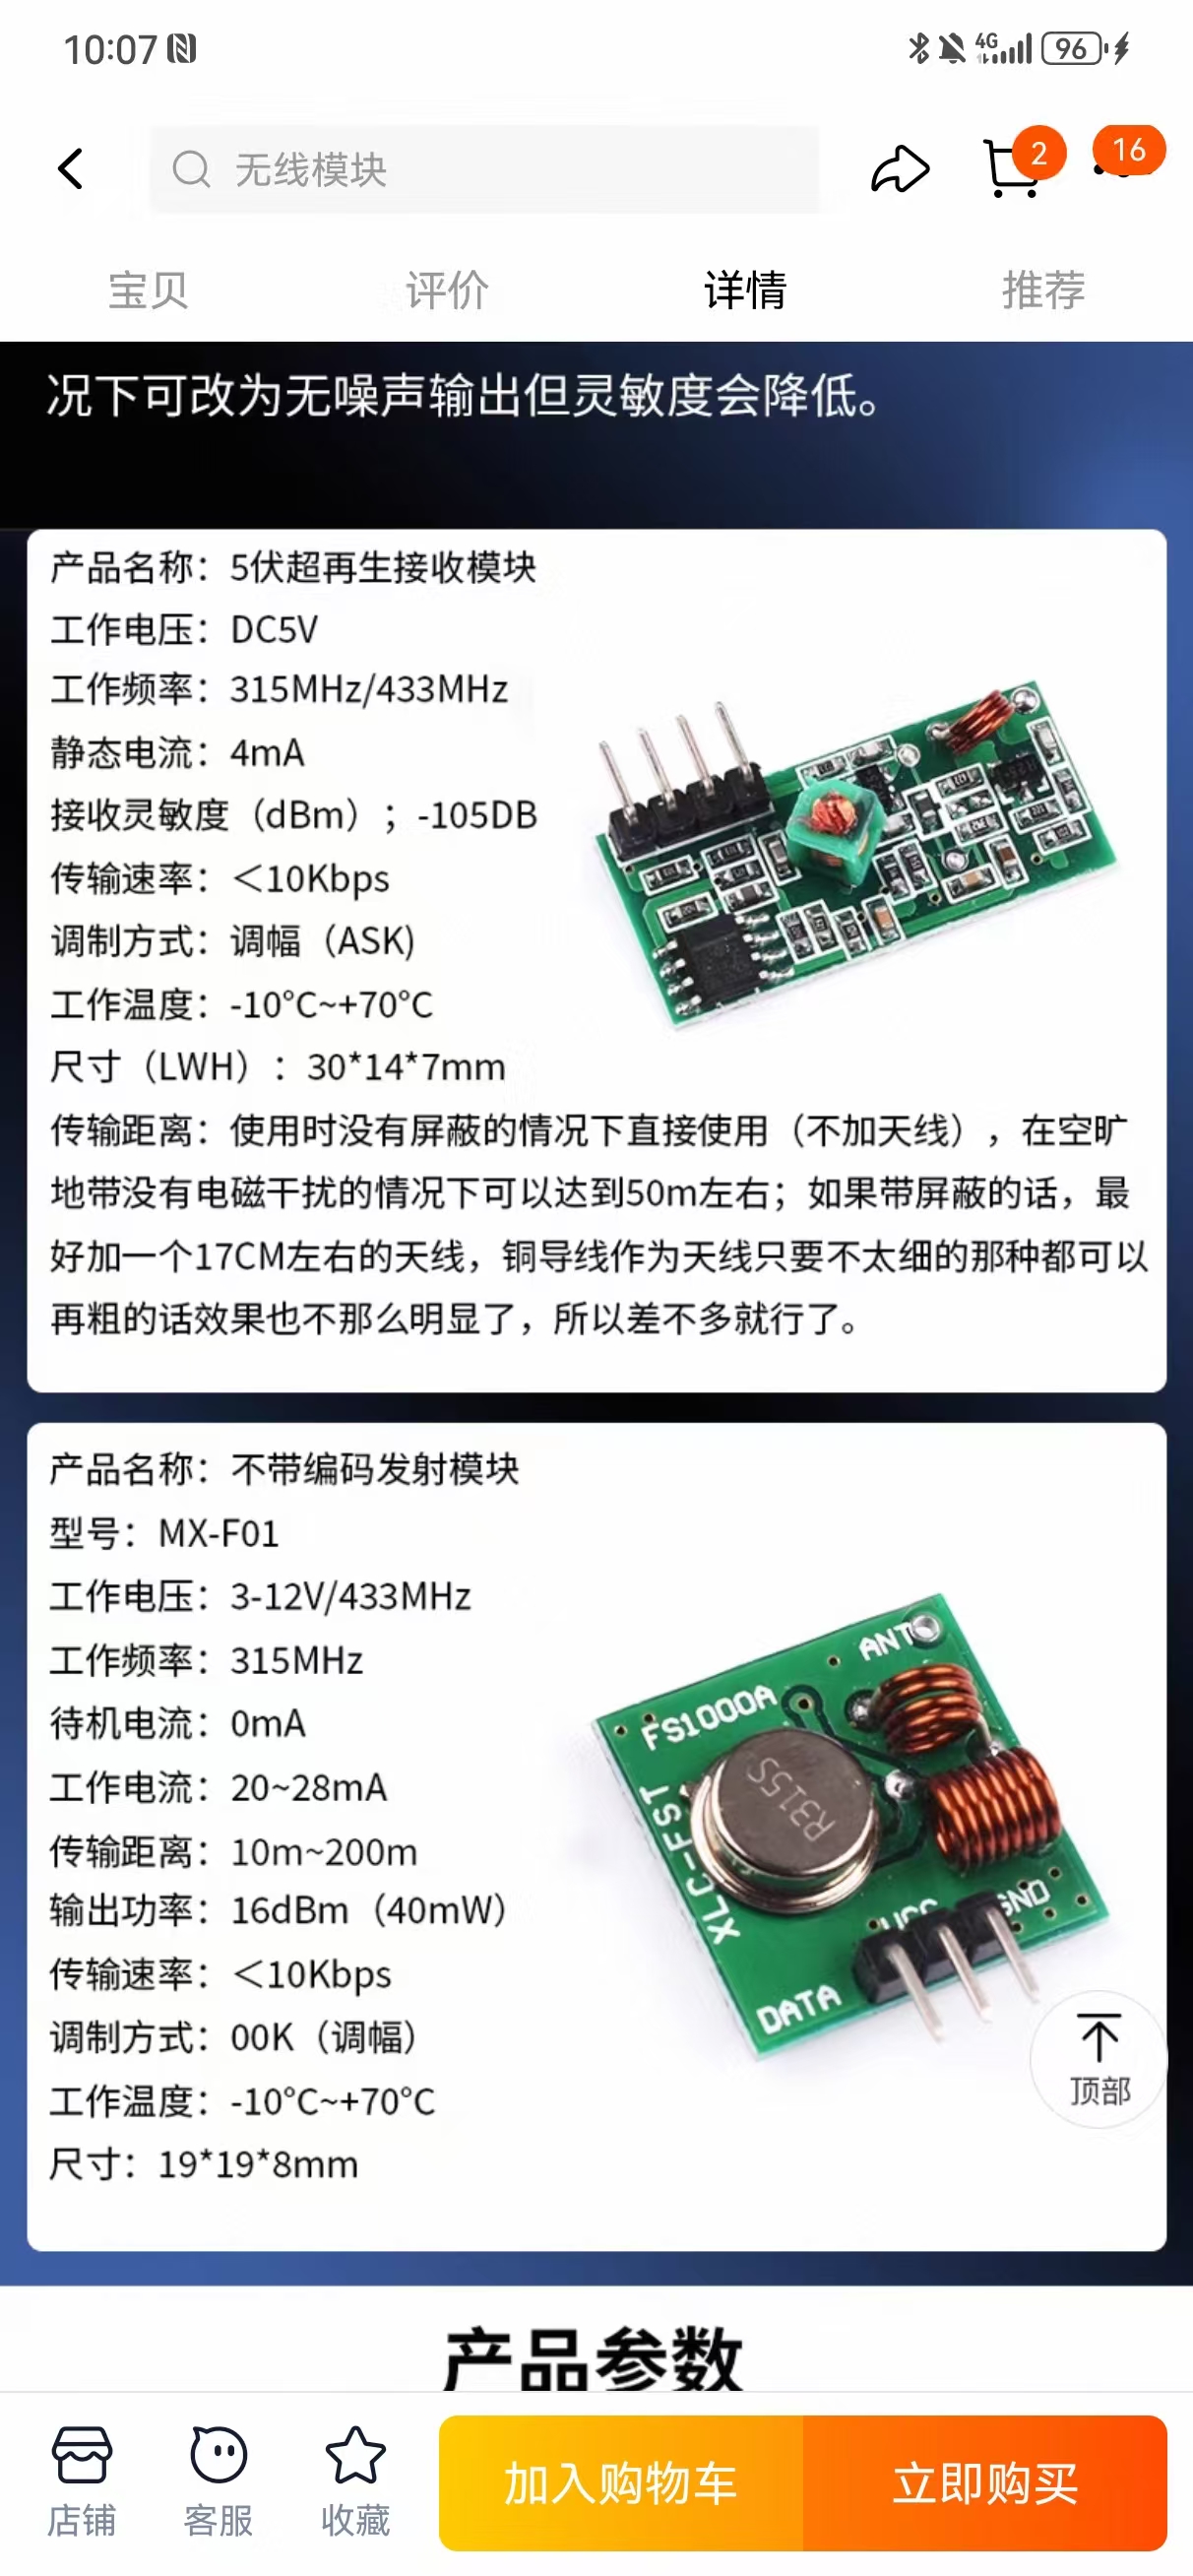 10:07
4G
96
无线模块
2
16
宝贝
评价
详情
推荐
况下可改为无噪声输出但灵敏度会降低。
产品名称：5伏超再生接收模块
工作电压：DC5V
工作频率：315MHz/433MHz
静态电流：4mA
接收灵敏度（dBm）；-105DB
传输速率：＜10Kbps
调制方式：调幅（ASK)
工作温度：-10°C~+70°C
尺寸（LWH）：30*14*7mm
传输距离：使用时没有屏蔽的情况下直接使用（不加天线），在空旷
地带没有电磁干扰的情况下可以达到50m左右；如果带屏蔽的话，最
好加一个17CM左右的天线，铜导线作为天线只要不太细的那种都可以
再粗的话效果也不那么明显了，所以差不多就行了。
产品名称：不带编码发射模块
型号：MX-F01
工作电压：3-12V/433MHz
工作频率：315MHz
待机电流：0mA
工作电流：20~28mA
传输距离：10m~200m
输出功率：16dBm（40mW）
传输速率：＜10Kbps
调制方式：00K（调幅）
工作温度：-10°C~+70°C
尺寸：19*19*8mm
ANT
FS1000A
R315S
XLC-FST
VCC
GND
DATA
顶部
产品参数
店铺
客服
收藏
加入购物车
立即购买